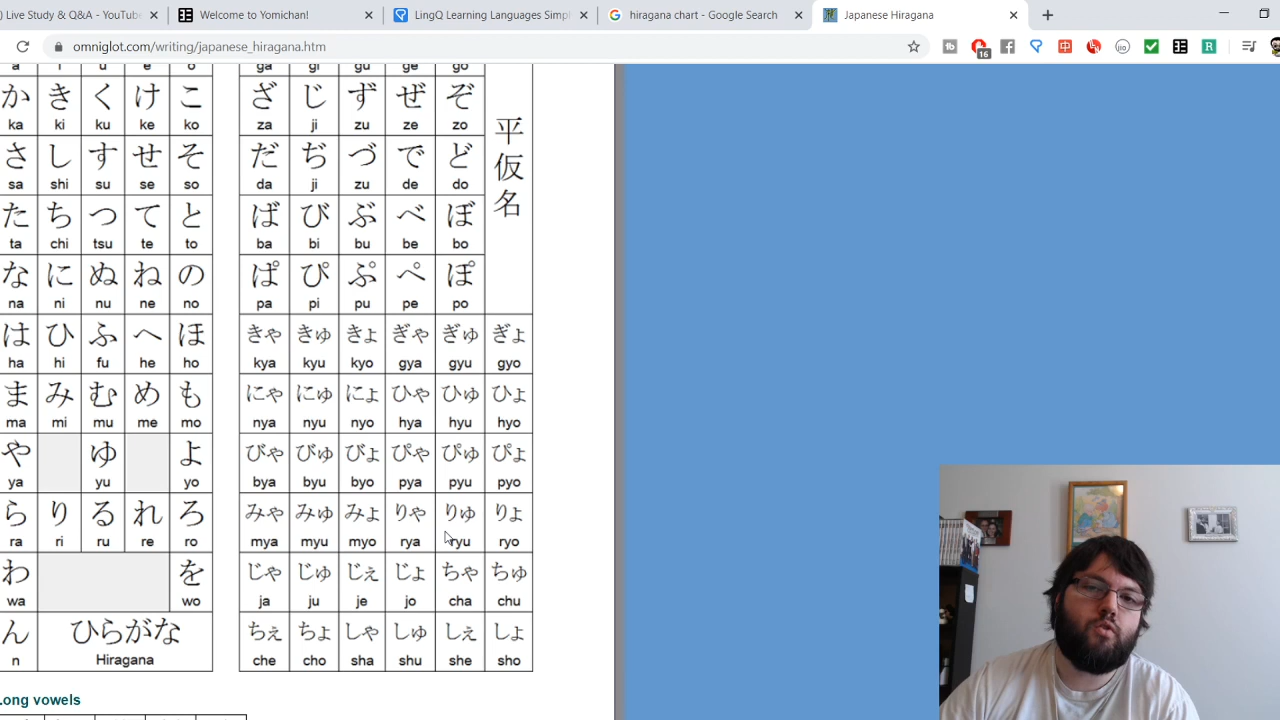 ) Live Study & Q&A - YouTube
Welcome to Yomichan!
LingQ Learning Languages Simpl
hiragana chart - Google Search
Japanese Hiragana
omniglot.com/writing/japanese_hiragana.htm
16
a i u e o ga gi gu ge go
か き く け こ ざ じ ず ぜ ぞ
ka ki ku ke ko za ji zu ze zo
さ し す せ そ だ ぢ づ で ど
sa shi su se so da ji zu de do
た ち つ て と ば び ぶ べ ぼ
ta chi tsu te to ba bi bu be bo
な に ぬ ね の ぱ ぴ ぷ ぺ ぽ
na ni nu ne no pa pi pu pe po
平仮名
は ひ ふ へ ほ きゃ きゅ きょ ぎゃ ぎゅ ぎょ
ha hi fu he ho kya kyu kyo gya gyu gyo
ま み む め も にゃ にゅ にょ ひゃ ひゅ ひょ
ma mi mu me mo nya nyu nyo hya hyu hyo
や ゆ よ びゃ びゅ びょ ぴゃ ぴゅ ぴょ
ya yu yo bya byu byo pya pyu pyo
ら り る れ ろ みゃ みゅ みょ りゃ りゅ りょ
ra ri ru re ro mya myu myo rya ryu ryo
わ を じゃ じゅ じぇ じょ ちゃ ちゅ
wa wo ja ju je jo cha chu
ん ひらがな ちぇ ちょ しゃ しゅ しぇ しょ
n Hiragana che cho sha shu she sho
Long vowels